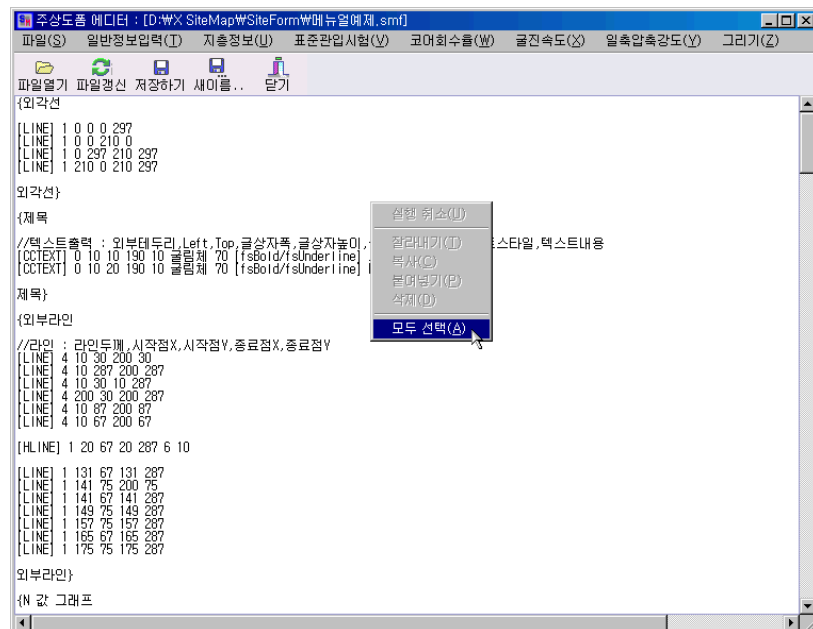 주상도폼 에디터 : [D:₩X SiteMap₩SiteForm₩메뉴얼예제.smf]
파일(S) 일반정보입력(T) 지층정보(U) 표준관입시험(V) 코어회수율(W) 굴진속도(X) 일축압축강도(Y) 그리기(Z)
파일열기 파일갱신 저장하기 새이름.. 닫기
{외각선
[LINE] 1 0 0 0 297
[LINE] 1 0 0 210 0
[LINE] 1 0 297 210 297
[LINE] 1 210 0 210 297
외각선}
{제목
//텍스트출력 : 외부테두리,Left,Top,글상자폭,글상자높이, 스타일,텍스트내용
[CCTEXT] 0 10 10 190 10 굴림체 70 [fsBold/fsUnderline]
[CCTEXT] 0 10 20 190 10 굴림체 70 [fsBold/fsUnderline]
제목}
{외부라인
//라인 : 라인두께,시작점X,시작점Y,종료점X,종료점Y
[LINE] 4 10 30 200 30
[LINE] 4 10 287 200 287
[LINE] 4 10 30 10 287
[LINE] 4 200 30 200 287
[LINE] 4 10 87 200 87
[LINE] 4 10 67 200 67
[HLINE] 1 20 67 20 287 6 10
[LINE] 1 131 67 131 287
[LINE] 1 141 75 200 75
[LINE] 1 141 67 141 287
[LINE] 1 149 75 149 287
[LINE] 1 157 75 157 287
[LINE] 1 165 67 165 287
[LINE] 1 175 75 175 287
외부라인}
{N 값 그래프
실행 취소(U)
잘라내기(T)
복사(C)
붙여넣기(P)
삭제(D)
모두 선택(A)